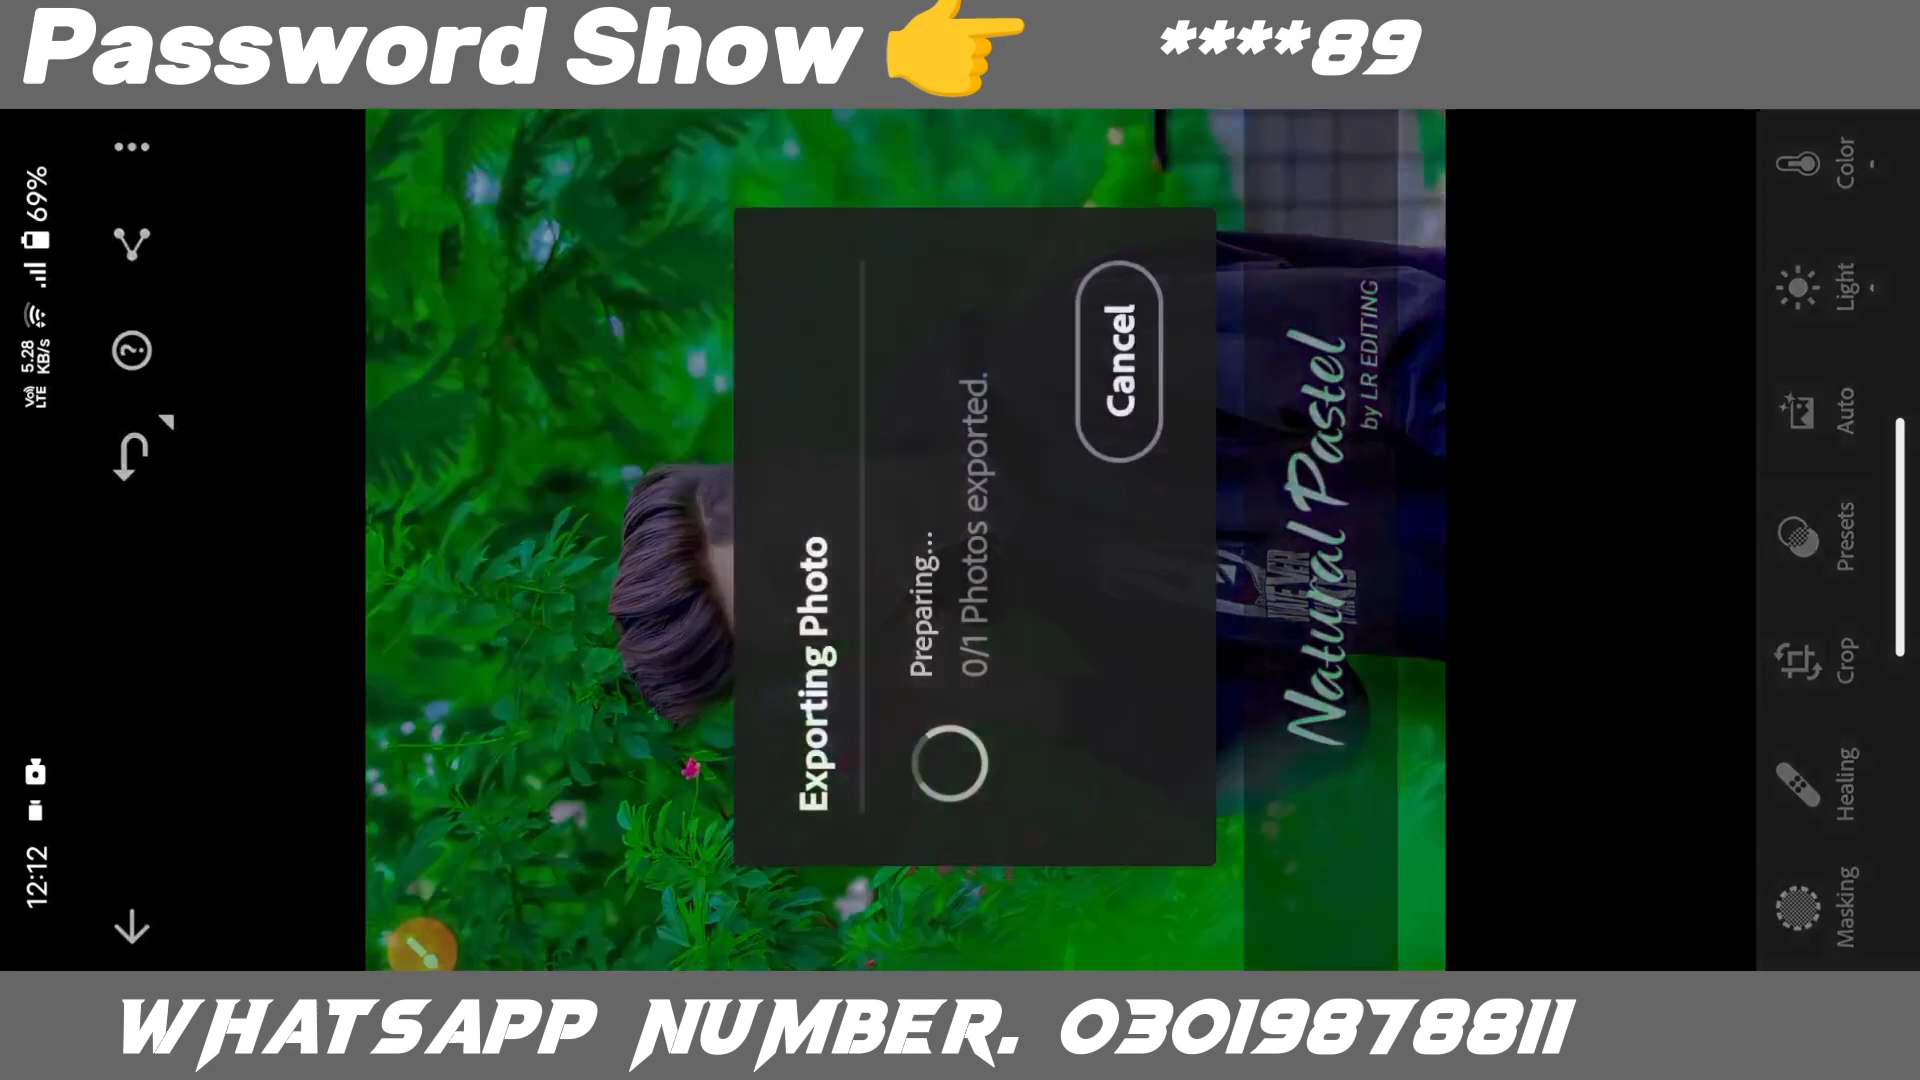 Password Show 👉 ****89
12:12
VoLTE 5.28 KB/s 69%
Exporting Photo
Preparing...
0/1 Photos exported.
Cancel
Natural Pastel
by LR EDITING
Masking
Healing
Crop
Presets
Auto
Light
Color
WHATSAPP NUMBER. 03019878811